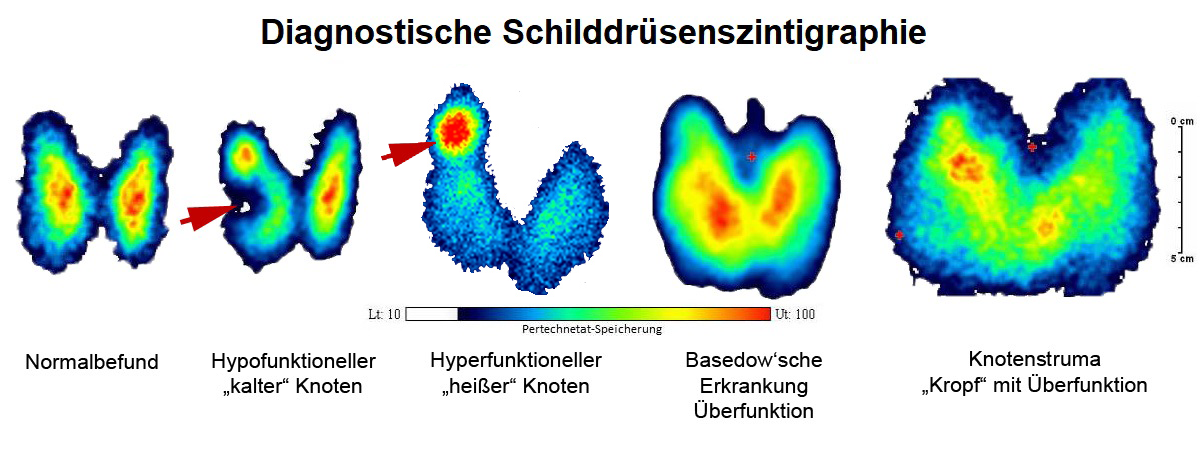 Diagnostische Schilddrüsenszintigraphie
0 cm
5 cm
Lt: 10
Ut: 100
Pertechnetat-Speicherung
Normalbefund
Hypofunktioneller
„kalter“ Knoten
Hyperfunktioneller
„heißer“ Knoten
Basedow‘sche
Erkrankung
Überfunktion
Knotenstruma
„Kropf“ mit Überfunktion